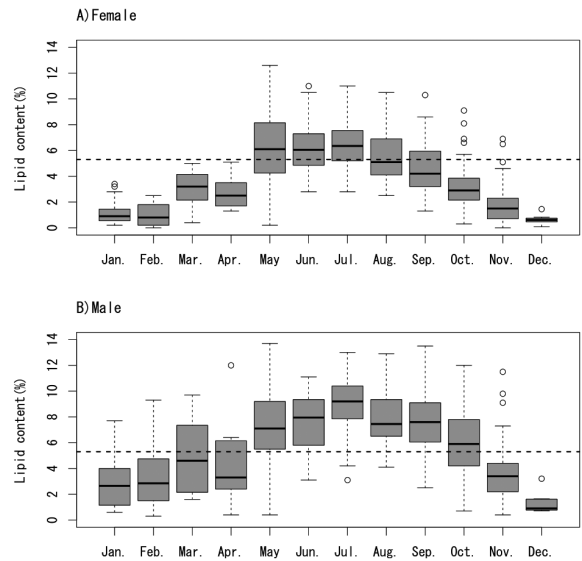 A)Female
Lipid content(%)
14
12
10
8
6
4
2
0
Jan. Feb. Mar. Apr. May Jun. Jul. Aug. Sep. Oct. Nov. Dec.
B)Male
Lipid content(%)
14
12
10
8
6
4
2
0
Jan. Feb. Mar. Apr. May Jun. Jul. Aug. Sep. Oct. Nov. Dec.